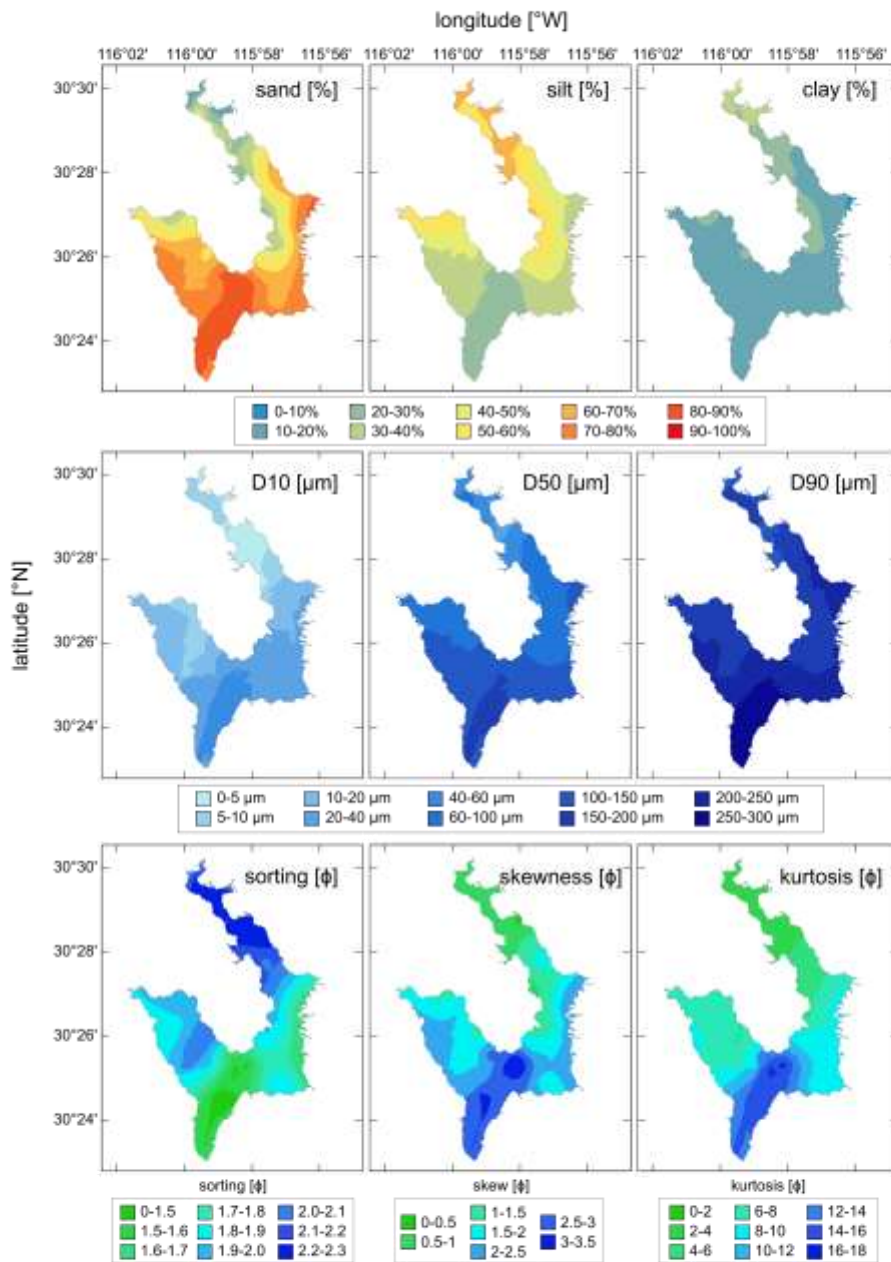 longitude [°W]
116°02' 116°00' 115°58' 115°56' 116°02' 116°00' 115°58' 115°56' 116°02' 116°00' 115°58' 115°56'
30°30' sand [%] silt [%] clay [%]
30°28'
30°26'
30°24'
0-10% 20-30% 40-50% 60-70% 80-90%
10-20% 30-40% 50-60% 70-80% 90-100%
latitude [°N]
30°30' D10 [µm] D50 [µm] D90 [µm]
30°28'
30°26'
30°24'
0-5 µm 10-20 µm 40-60 µm 100-150 µm 200-250 µm
5-10 µm 20-40 µm 60-100 µm 150-200 µm 250-300 µm
30°30' sorting [ϕ] skewness [ϕ] kurtosis [ϕ]
30°28'
30°26'
30°24'
sorting [ϕ] skew [ϕ] kurtosis [ϕ]
0-1.5 1.7-1.8 2.0-2.1
1.5-1.6 1.8-1.9 2.1-2.2
1.6-1.7 1.9-2.0 2.2-2.3
0-0.5 1-1.5 2.5-3
0.5-1 1.5-2 3-3.5
2-2.5
0-2 6-8 12-14
2-4 8-10 14-16
4-6 10-12 16-18